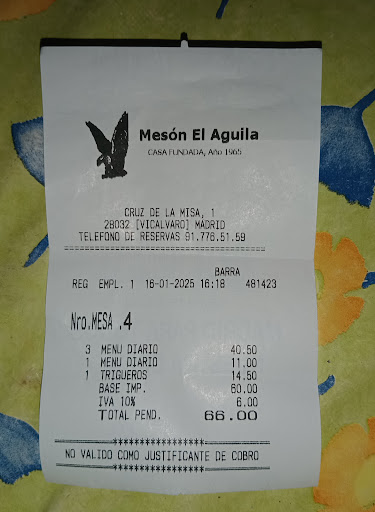 Mesón El Aguila
CASA FUNDADA, Año 1965
CRUZ DE LA MISA, 1
28032 [VICALVARO] MADRID
TELEFONO DE RESERVAS 91.776.51.59
BARRA
REG EMPL. 1 16-01-2025 16:18 481423
Nro.MESA .4
3 MENU DIARIO 40.50
1 MENU DIARIO 11.00
1 TRIGUEROS 14.50
BASE IMP. 60.00
IVA 10% 6.00
TOTAL PEND. 66.00
NO VALIDO COMO JUSTIFICANTE DE COBRO